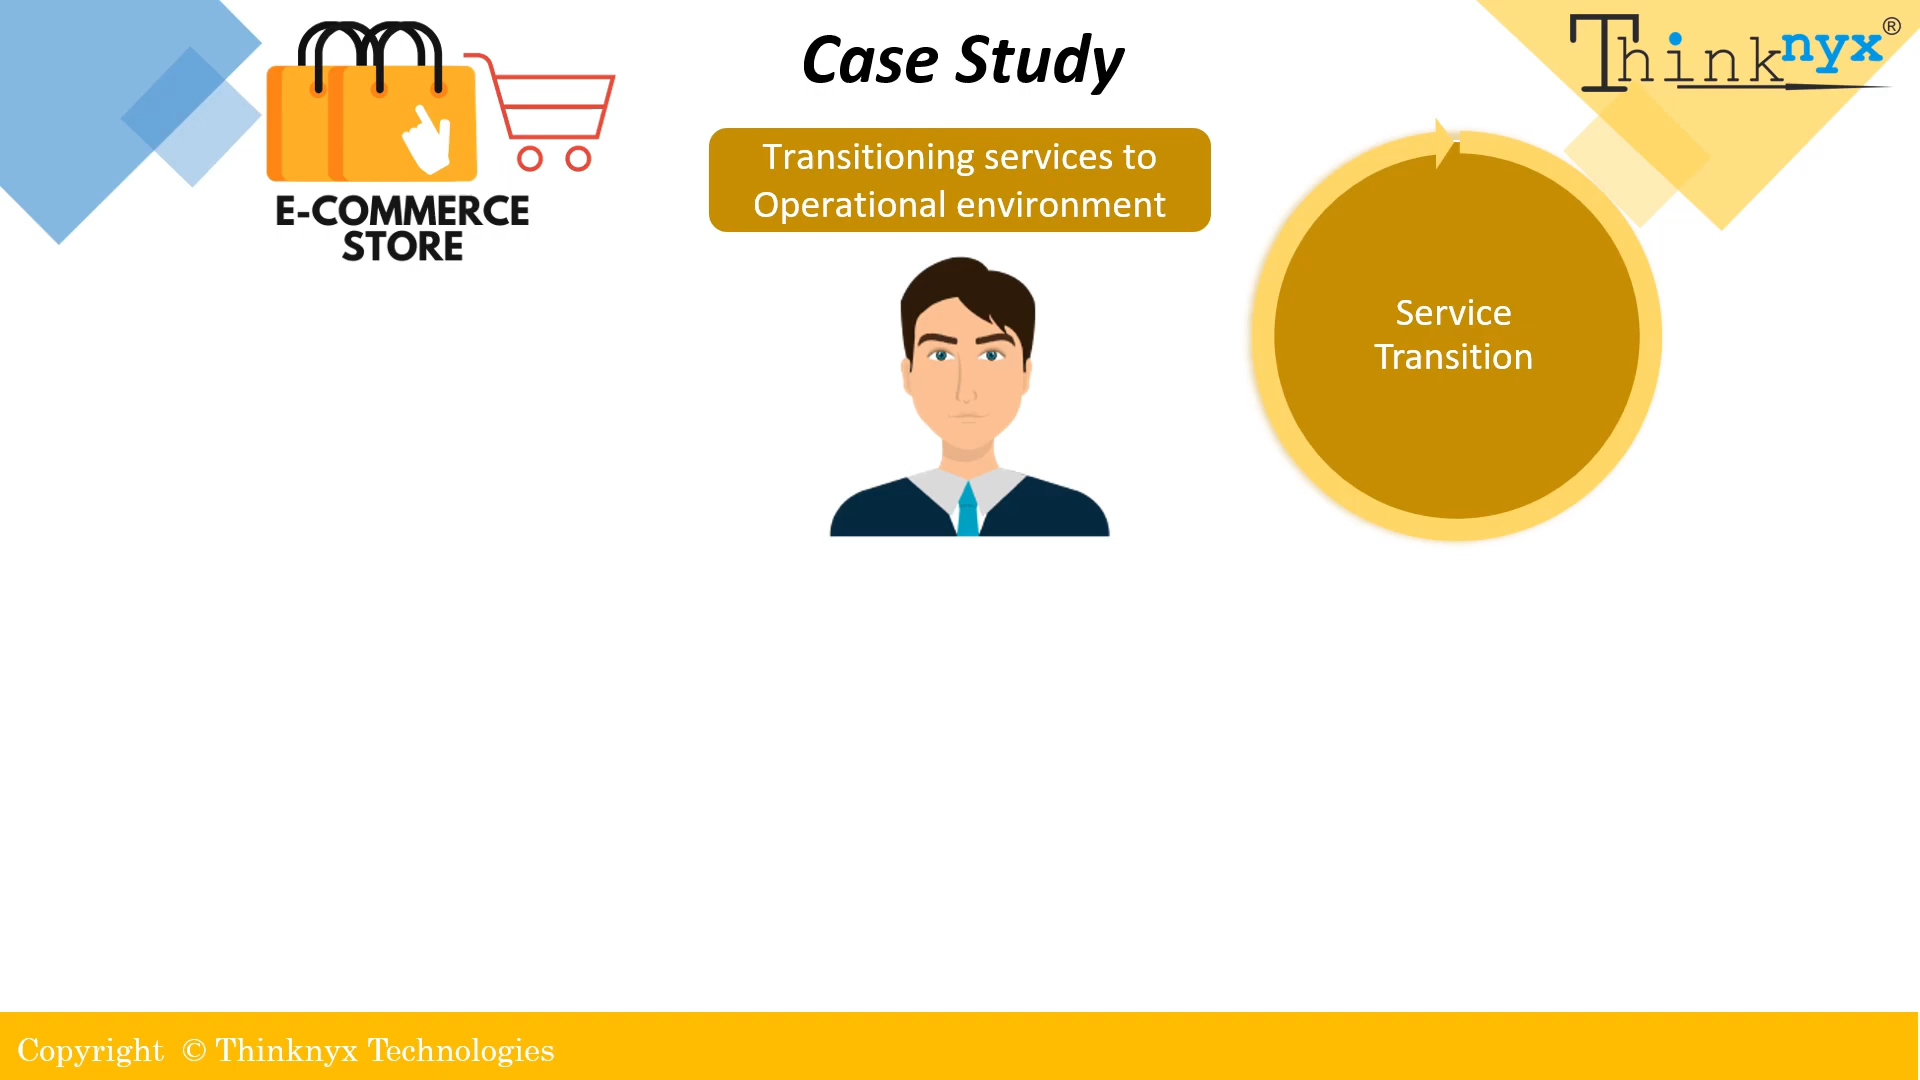 Case Study
Thinknyx®
Transitioning services to
Operational environment
E-COMMERCE
STORE
Service
Transition
Copyright © Thinknyx Technologies